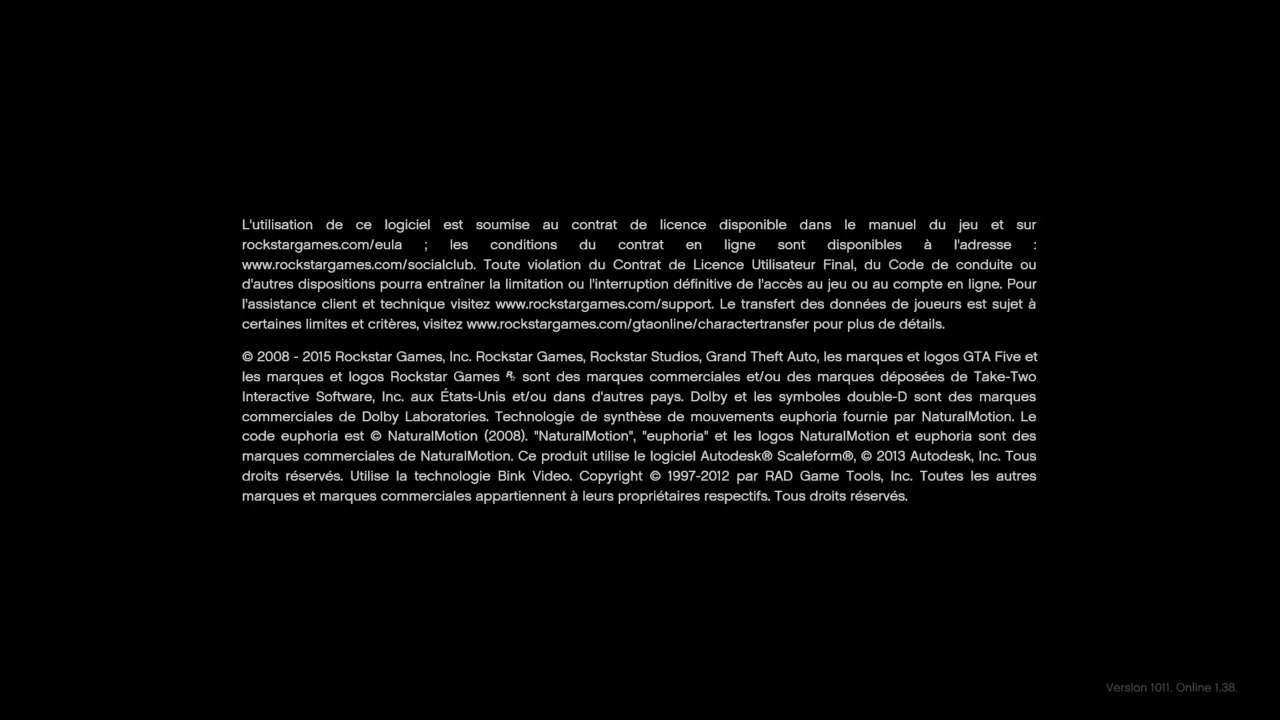 L'utilisation de ce logiciel est soumise au contrat de licence disponible dans le manuel du jeu et sur
rockstargames.com/eula ; les conditions du contrat en ligne sont disponibles à l'adresse :
www.rockstargames.com/socialclub. Toute violation du Contrat de Licence Utilisateur Final, du Code de conduite ou
d'autres dispositions pourra entraîner la limitation ou l'interruption définitive de l'accès au jeu ou au compte en ligne. Pour
l'assistance client et technique visitez www.rockstargames.com/support. Le transfert des données de joueurs est sujet à
certaines limites et critères, visitez www.rockstargames.com/gtaonline/charactertransfer pour plus de détails.
© 2008 - 2015 Rockstar Games, Inc. Rockstar Games, Rockstar Studios, Grand Theft Auto, les marques et logos GTA Five et
les marques et logos Rockstar Games R* sont des marques commerciales et/ou des marques déposées de Take-Two
Interactive Software, Inc. aux États-Unis et/ou dans d'autres pays. Dolby et les symboles double-D sont des marques
commerciales de Dolby Laboratories. Technologie de synthèse de mouvements euphoria fournie par NaturalMotion. Le
code euphoria est © NaturalMotion (2008). "NaturalMotion", "euphoria" et les logos NaturalMotion et euphoria sont des
marques commerciales de NaturalMotion. Ce produit utilise le logiciel Autodesk® Scaleform®, © 2013 Autodesk, Inc. Tous
droits réservés. Utilise la technologie Bink Video. Copyright © 1997-2012 par RAD Game Tools, Inc. Toutes les autres
marques et marques commerciales appartiennent à leurs propriétaires respectifs. Tous droits réservés.
Version 1011. Online 1.38.